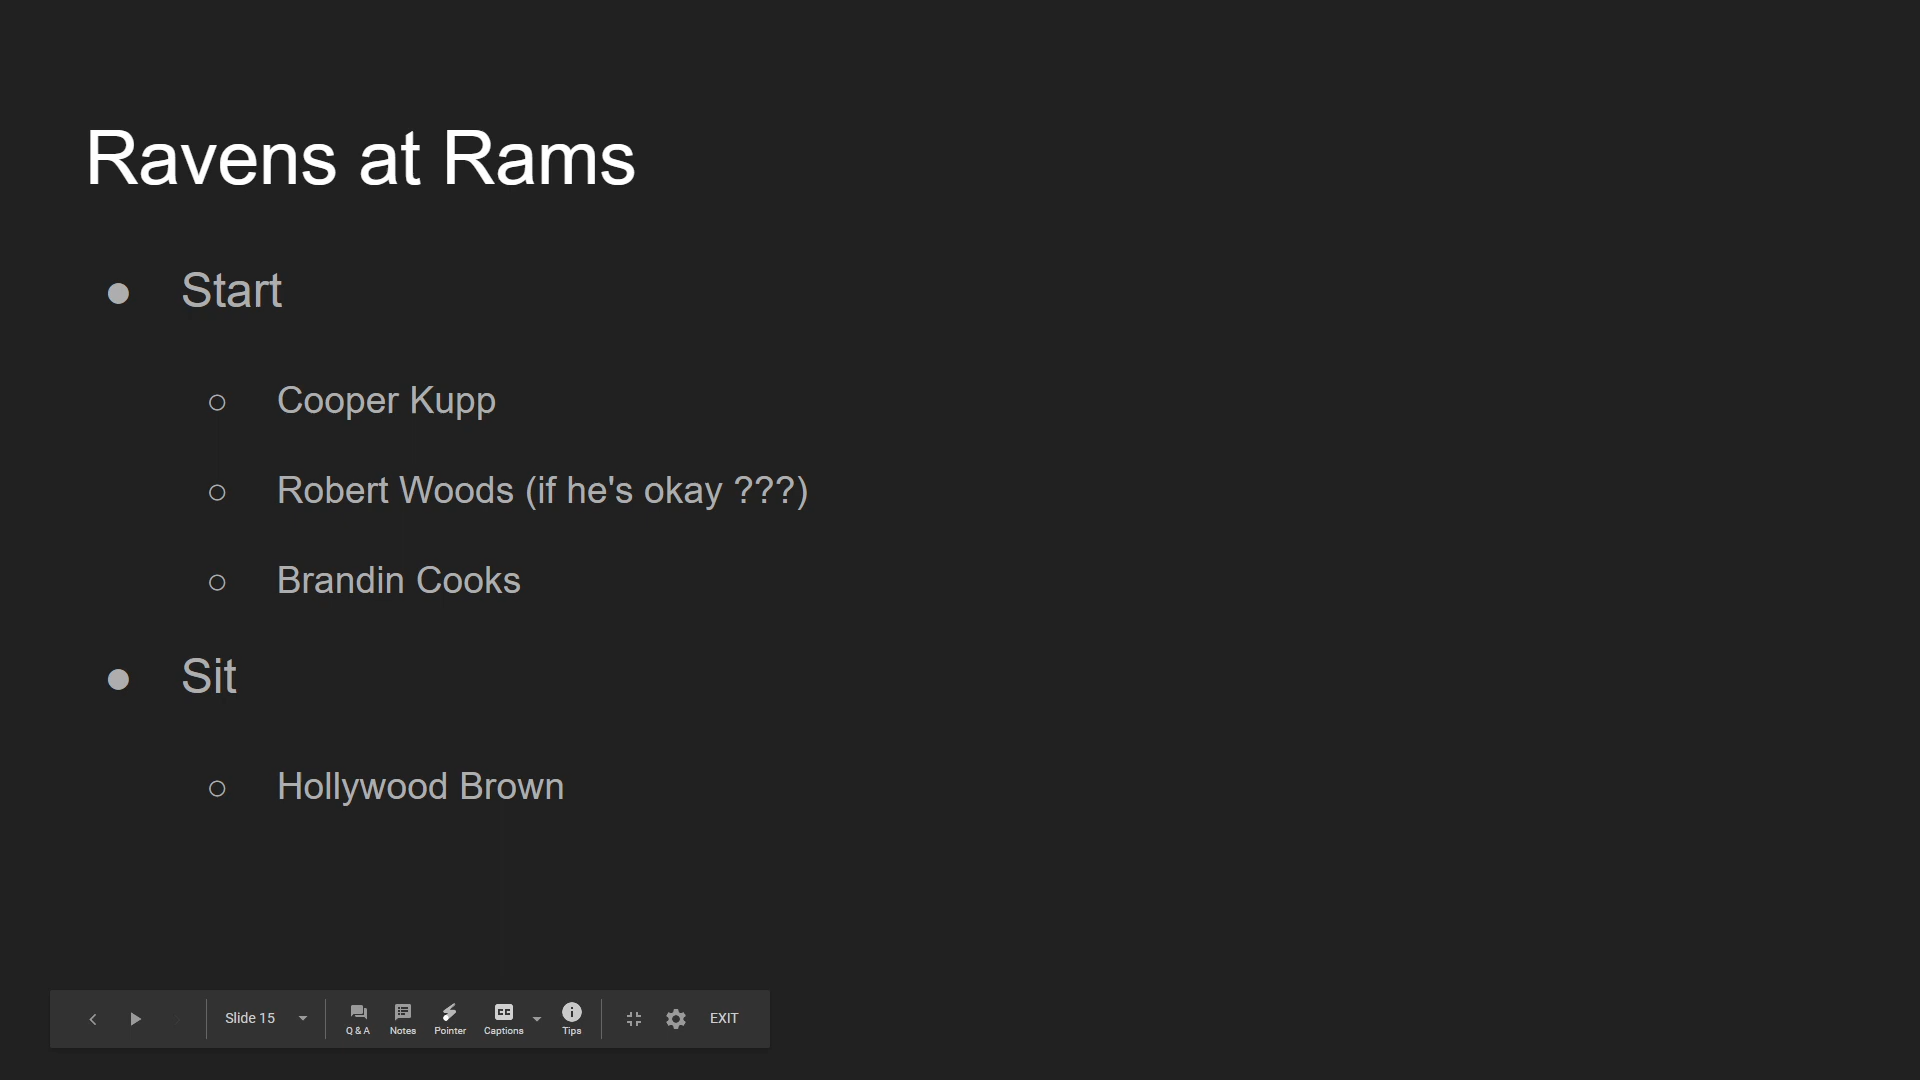 Ravens at Rams
● Start
○ Cooper Kupp
○ Robert Woods (if he's okay ???)
○ Brandin Cooks
● Sit
○ Hollywood Brown
Slide 15
Q & A Notes Pointer Captions Tips
EXIT